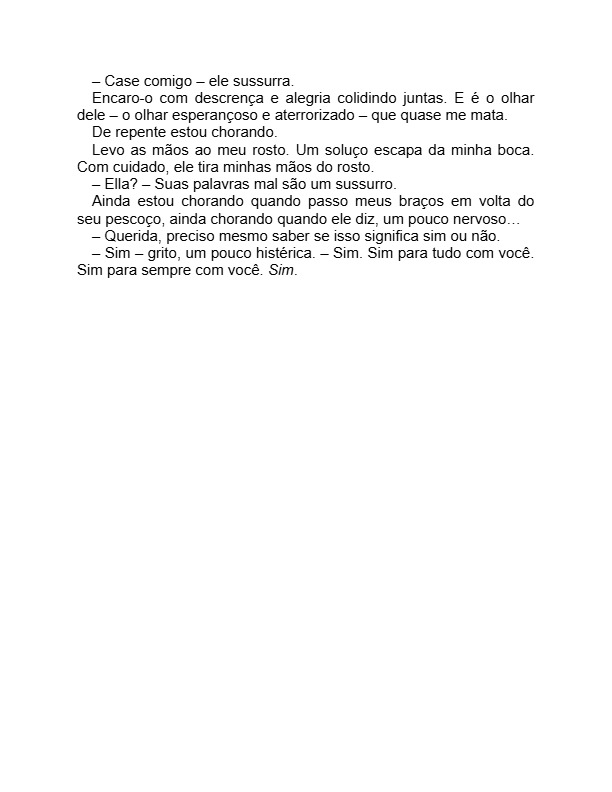 – Case comigo – ele sussurra.
Encaro-o com descrença e alegria colidindo juntas. E é o olhar
dele – o olhar esperançoso e aterrorizado – que quase me mata.
De repente estou chorando.
Levo as mãos ao meu rosto. Um soluço escapa da minha boca.
Com cuidado, ele tira minhas mãos do rosto.
– Ella? – Suas palavras mal são um sussurro.
Ainda estou chorando quando passo meus braços em volta do
seu pescoço, ainda chorando quando ele diz, um pouco nervoso…
– Querida, preciso mesmo saber se isso significa sim ou não.
– Sim – grito, um pouco histérica. – Sim. Sim para tudo com você.
Sim para sempre com você. Sim.